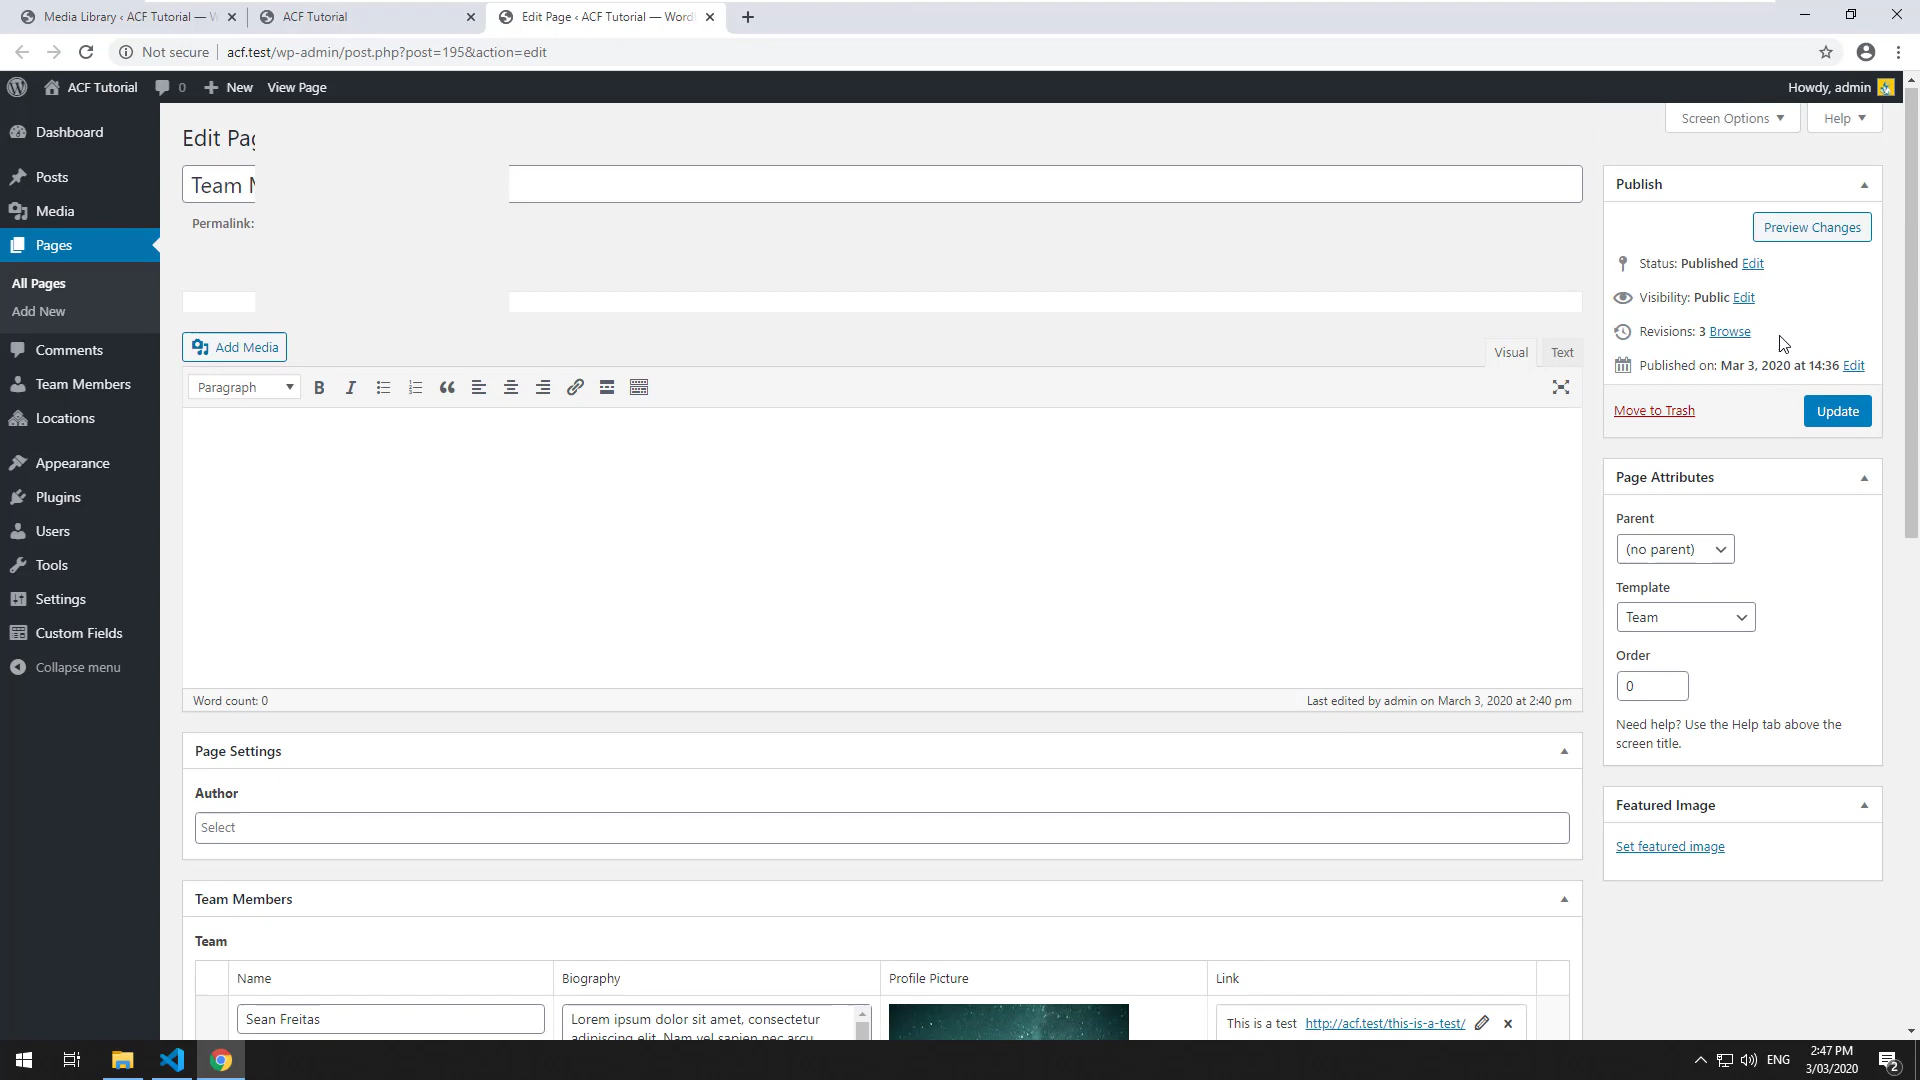 Media Library ‹ ACF Tutorial — W
ACF Tutorial
Edit Page ‹ ACF Tutorial — Word
Not secure
acf.test/wp-admin/post.php?post=195&action=edit
ACF Tutorial
0
New
View Page
Howdy, admin
Screen Options
Help
Dashboard
Posts
Media
Pages
All Pages
Add New
Comments
Team Members
Locations
Appearance
Plugins
Users
Tools
Settings
Custom Fields
Collapse menu
Edit Pag
Team M
Permalink:
Add Media
Visual
Text
Paragraph
Word count: 0
Last edited by admin on March 3, 2020 at 2:40 pm
Page Settings
Author
Select
Team Members
Team
Name
Biography
Profile Picture
Link
Sean Freitas
Lorem ipsum dolor sit amet, consectetur
adipiscing elit. Nam vel sapien nec arcu
This is a test http://acf.test/this-is-a-test/
Publish
Preview Changes
Status: Published Edit
Visibility: Public Edit
Revisions: 3 Browse
Published on: Mar 3, 2020 at 14:36 Edit
Move to Trash
Update
Page Attributes
Parent
(no parent)
Template
Team
Order
0
Need help? Use the Help tab above the
screen title.
Featured Image
Set featured image
ENG
2:47 PM
3/03/2020
2